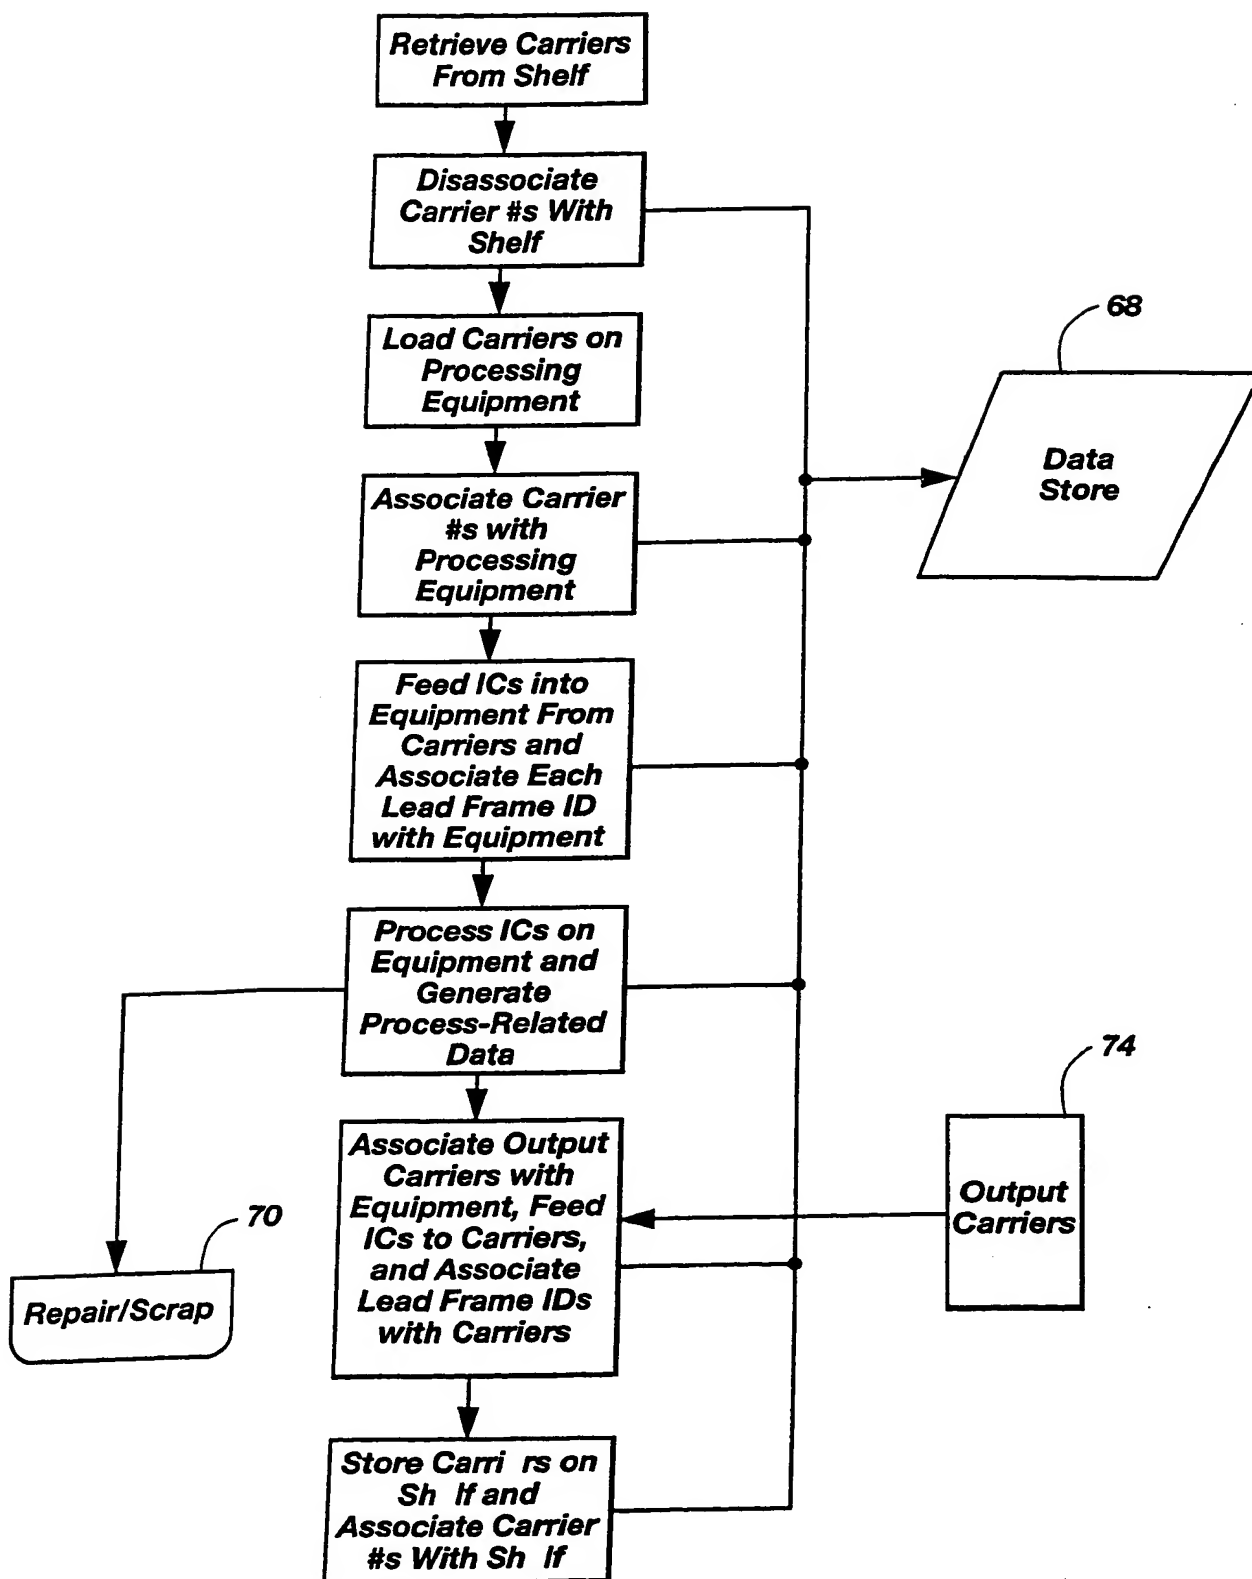 Retrieve Carriers
From Shelf
Disassociate
Carrier #s With
Shelf
Load Carriers on
Processing
Equipment
68
Data
Store
Associate Carrier
#s with
Processing
Equipment
Feed ICs into
Equipment From
Carriers and
Associate Each
Lead Frame ID
with Equipment
Process ICs on
Equipment and
Generate
Process-Related
Data
74
Output
Carriers
Associate Output
Carriers with
Equipment, Feed
ICs to Carriers,
and Associate
Lead Frame IDs
with Carriers
70
Repair/Scrap
Store Carri rs on
Sh lf and
Associate Carrier
#s With Sh lf